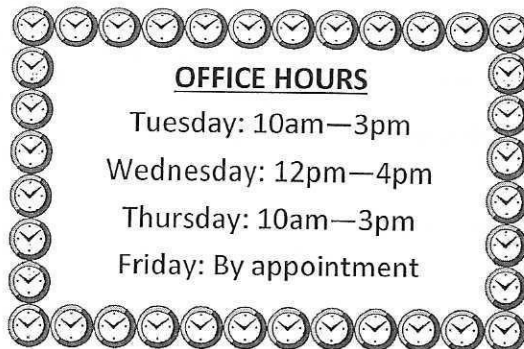 OFFICE HOURS
Tuesday: 10am—3pm
Wednesday: 12pm—4pm
Thursday: 10am—3pm
Friday: By appointment